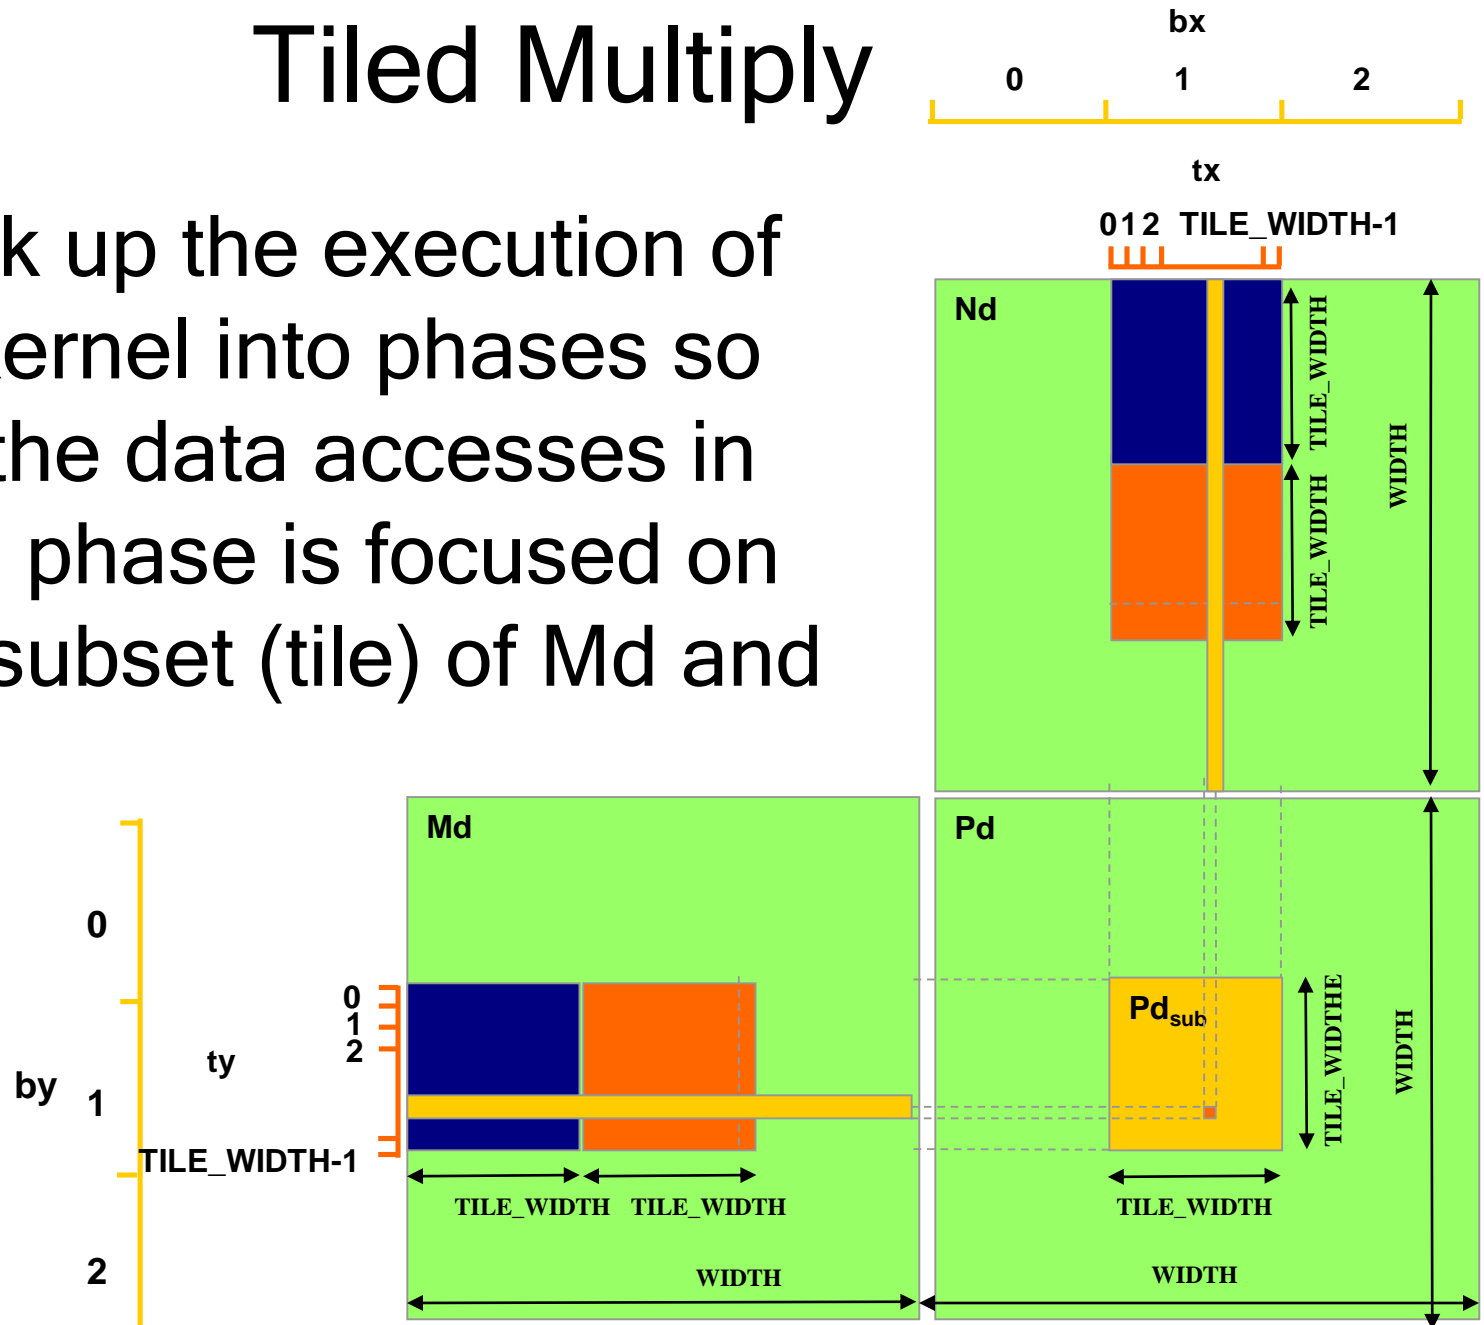 Tiled Multiply
bx
0 1 2
tx
0 1 2 TILE_WIDTH-1
k up the execution of
kernel into phases so
the data accesses in
phase is focused on
subset (tile) of Md and
Nd
TILE_WIDTH
TILE_WIDTH
WIDTH
Md
Pd
Pdsub
TILE_WIDTHE
WIDTH
TILE_WIDTH
WIDTH
by
0
1
2
ty
0
1
2
TILE_WIDTH-1
TILE_WIDTH TILE_WIDTH
WIDTH